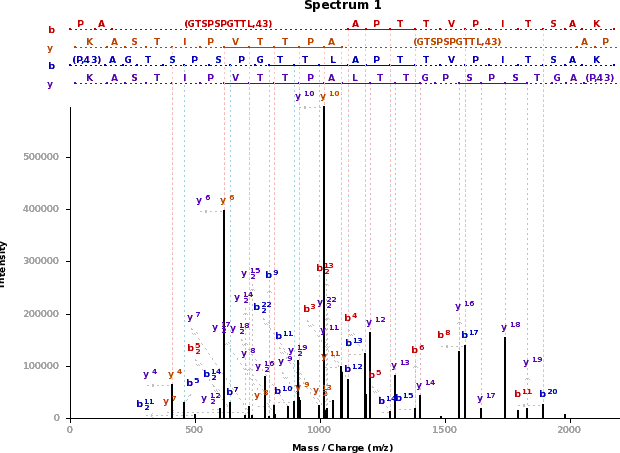 Spectrum 1
b P A (GTSPSPGTTL,43) A P T T V P I T S A K
y K A S T I P V T T P A (GTSPSPGTTL,43) A P
b (P,43) A G T S P S P G T T L A P T T V P I T S A K
y K A S T I P V T T P A L T T G P S P S T G A (P,43)
y 10 y 10
500000
y 6 y 6
400000
b 13 2
y 15 2 b 9
300000
y 14 2 y 22 2
b 22 2 b 3
y 7 b 4 y 12 y 16
200000
y 17 2 y 18 2 b 11 y 11 y 18
b 5 2 y 8 y 19 2 b 13 b 6 b 8 b 17
y 9 y 11 y 13 y 19
100000
y 4 y 4 b 14 2 y 16 2 b 12 b 5
b 5 b 7 b 10 y 9 y 14
b 11 2 y 7 y 12 2 y 8 y 13 2 b 14 b 15 y 17 b 11 b 20
0
0 500 1000 1500 2000
Mass / Charge (m/z)
Intensity